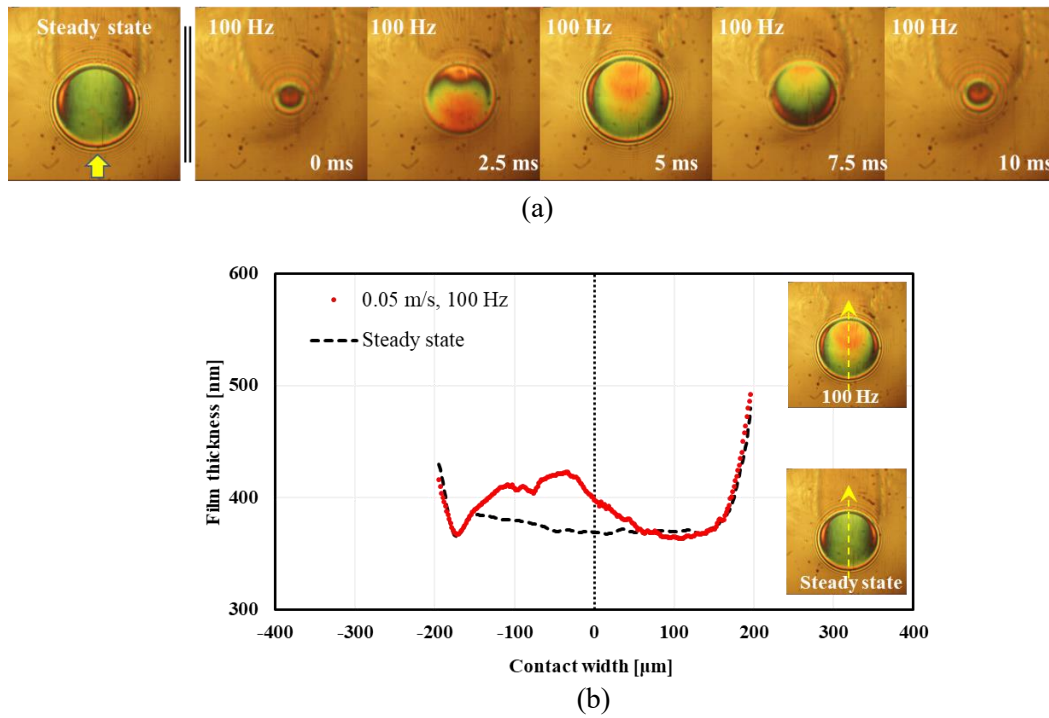 Steady state
100 Hz
100 Hz
100 Hz
100 Hz
100 Hz
0 ms
2.5 ms
5 ms
7.5 ms
10 ms
(a)
600
500
400
300
Film thickness [nm]
0.05 m/s, 100 Hz
Steady state
100 Hz
Steady state
-400
-300
-200
-100
0
100
200
300
400
Contact width [µm]
(b)